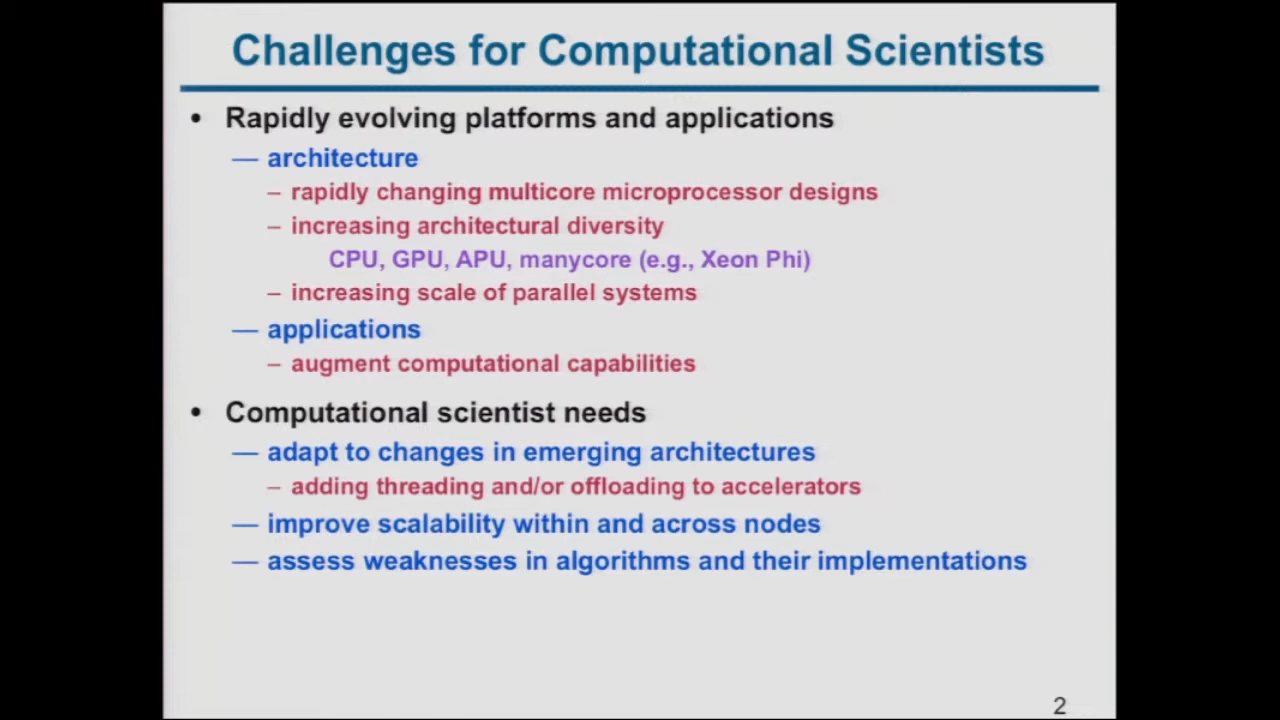 Challenges for Computational Scientists
• Rapidly evolving platforms and applications
— architecture
– rapidly changing multicore microprocessor designs
– increasing architectural diversity
CPU, GPU, APU, manycore (e.g., Xeon Phi)
– increasing scale of parallel systems
— applications
– augment computational capabilities
• Computational scientist needs
— adapt to changes in emerging architectures
– adding threading and/or offloading to accelerators
— improve scalability within and across nodes
— assess weaknesses in algorithms and their implementations
2